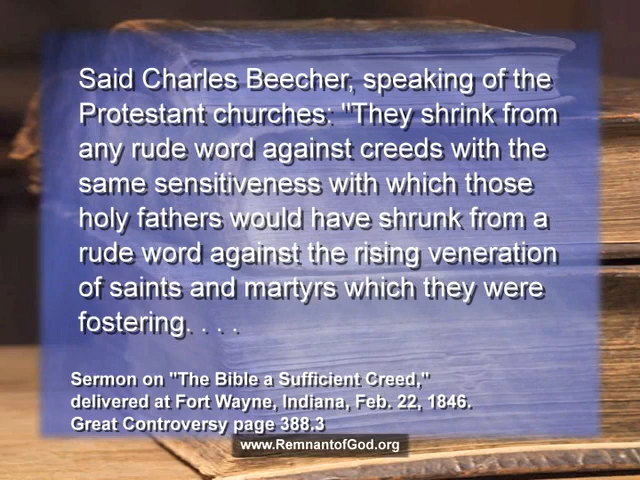 Said Charles Beecher, speaking of the
Protestant churches: "They shrink from
any rude word against creeds with the
same sensitiveness with which those
holy fathers would have shrunk from a
rude word against the rising veneration
of saints and martyrs which they were
fostering. . . .
Sermon on "The Bible a Sufficient Creed,"
delivered at Fort Wayne, Indiana, Feb. 22, 1846.
Great Controversy page 388.3
www.RemnantofGod.org